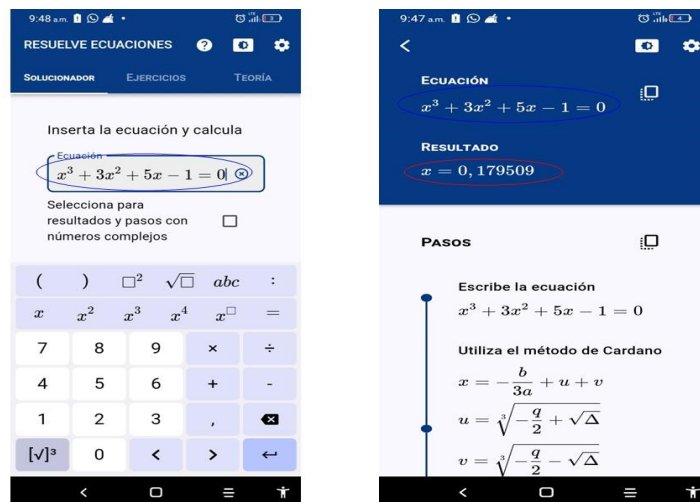 9:48 a.m.
LTE
RESUELVE ECUACIONES
SOLUCIONADOR EJERCICIOS TEORÍA
Inserta la ecuación y calcula
Ecuación
x³ + 3x² + 5x − 1 = 0
Selecciona para
resultados y pasos con
números complejos
( ) □² √□ abc :
x x² x³ x⁴ x^□ =
7 8 9 × ÷
4 5 6 + -
1 2 3 ,
[√]³ 0 < >
9:47 a.m.
LTE
4
ECUACIÓN
x³ + 3x² + 5x − 1 = 0
RESULTADO
x = 0, 179509
PASOS
Escribe la ecuación
x³ + 3x² + 5x − 1 = 0
Utiliza el método de Cardano
x = −b/3a + u + v
u = ∛(−q/2 + √Δ)
v = ∛(−q/2 − √Δ)